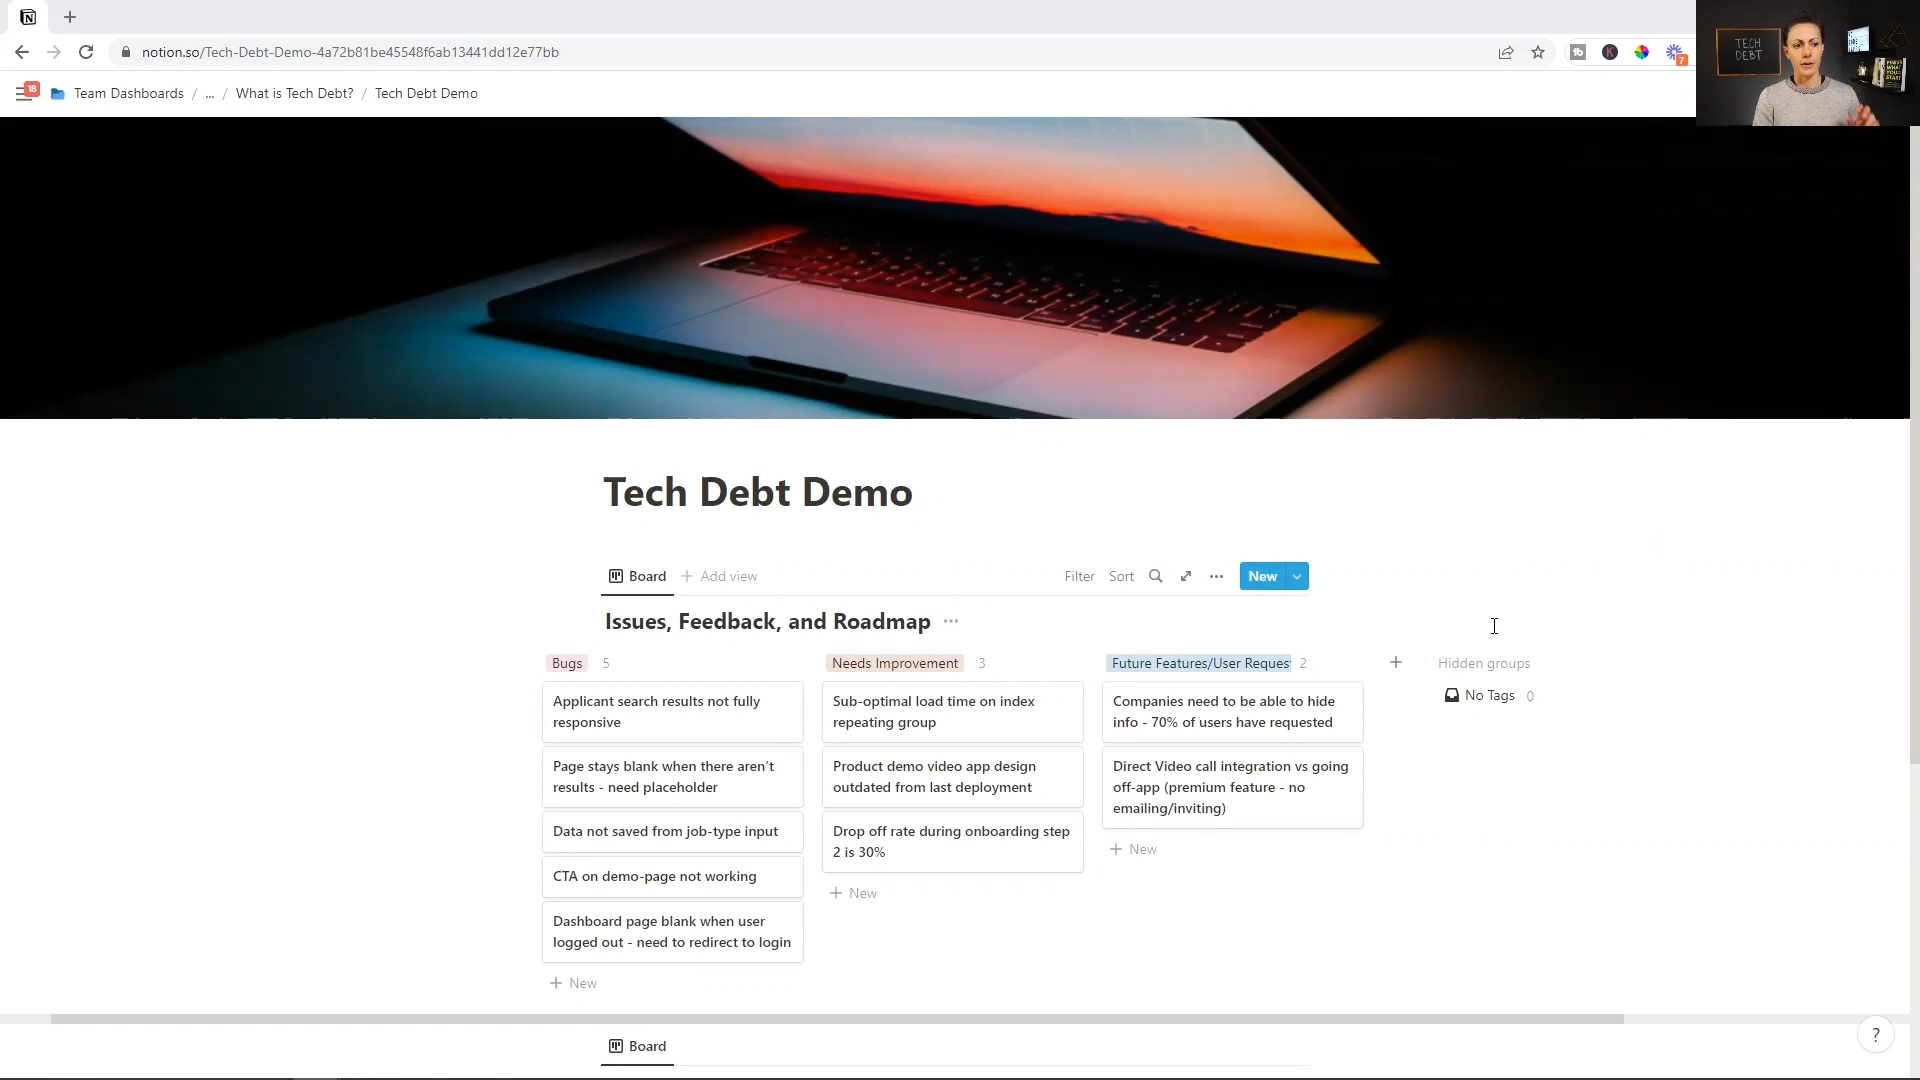 notion.so/Tech-Debt-Demo-4a72b81be45548f6ab13441dd12e77bb
tb
K
7
TECH
DEBT
FINISH
WHAT
YOU
START
18
Team Dashboards / ... / What is Tech Debt? / Tech Debt Demo
Tech Debt Demo
Board
Add view
Filter
Sort
New
Issues, Feedback, and Roadmap
Bugs 5
Applicant search results not fully
responsive
Page stays blank when there aren’t
results - need placeholder
Data not saved from job-type input
CTA on demo-page not working
Dashboard page blank when user
logged out - need to redirect to login
+ New
Needs Improvement 3
Sub-optimal load time on index
repeating group
Product demo video app design
outdated from last deployment
Drop off rate during onboarding step
2 is 30%
+ New
Future Features/User Reques 2
Companies need to be able to hide
info - 70% of users have requested
Direct Video call integration vs going
off-app (premium feature - no
emailing/inviting)
+ New
Hidden groups
No Tags 0
Board
?